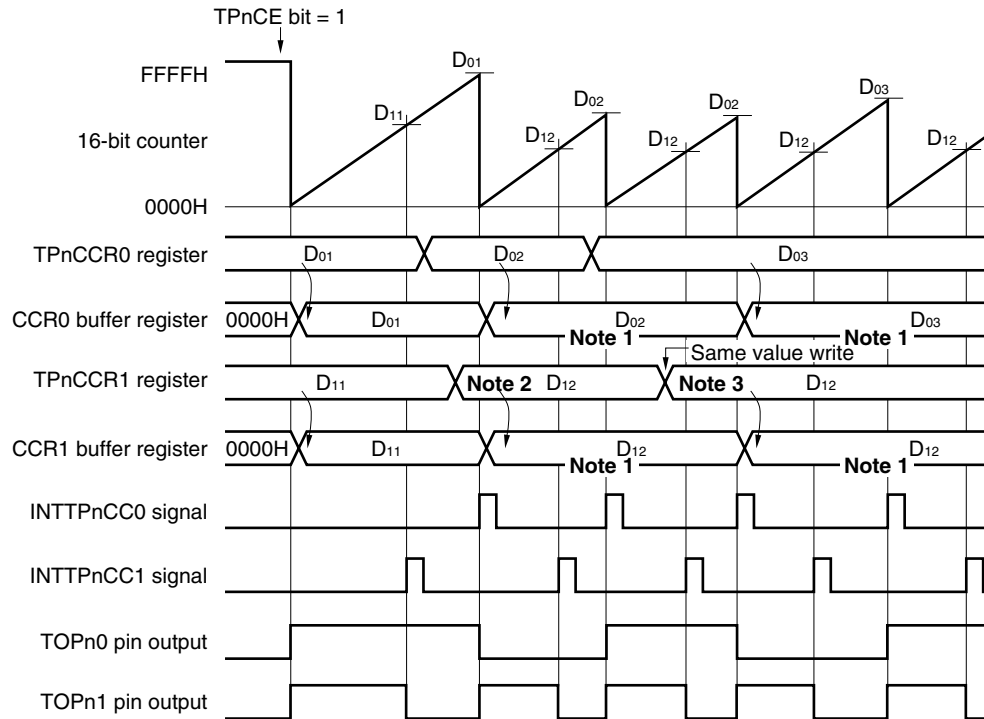 TPnCE bit = 1
FFFFH
D01
D02
D02
D03
D11
16-bit counter
D12
D12
D12
D12
0000H
TPnCCR0 register
D01
D02
D03
CCR0 buffer register
0000H
D01
D02
D03
Note 1
Note 1
Same value write
TPnCCR1 register
D11
Note 2
D12
Note 3
D12
CCR1 buffer register
0000H
D11
D12
D12
Note 1
Note 1
INTTPnCC0 signal
INTTPnCC1 signal
TOPn0 pin output
TOPn1 pin output